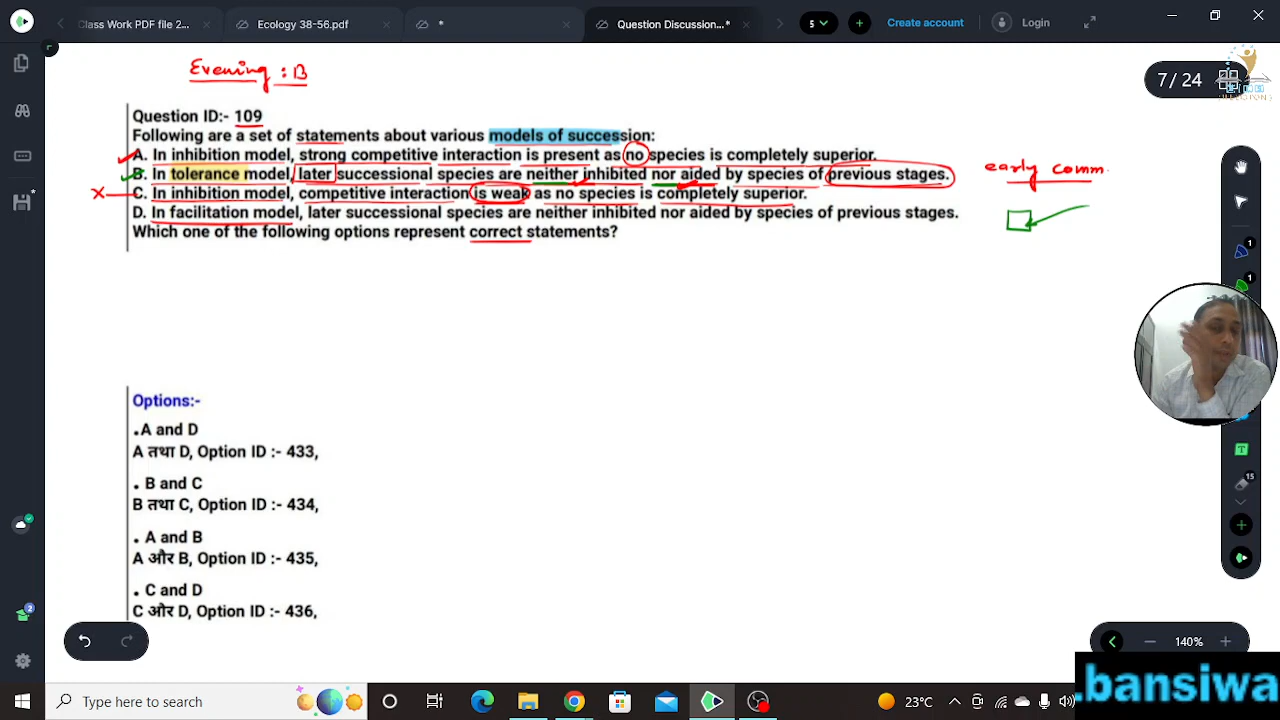 Class Work PDF file 2...
Ecology 38-56.pdf
*
Question Discussion...*
5
Create account
Login
Evening : B
7 / 24
Question ID:- 109
Following are a set of statements about various models of succession:
A. In inhibition model, strong competitive interaction is present as no species is completely superior.
B. In tolerance model, later successional species are neither inhibited nor aided by species of previous stages.
early comm.
X C. In inhibition model, competitive interaction is weak as no species is completely superior.
D. In facilitation model, later successional species are neither inhibited nor aided by species of previous stages.
Which one of the following options represent correct statements?
Options:-
.A and D
A तथा D, Option ID :- 433,
. B and C
B तथा C, Option ID :- 434,
. A and B
A और B, Option ID :- 435,
. C and D
C और D, Option ID :- 436,
1
1
T
15
2
140%
.bansiwa
Type here to search
23°C